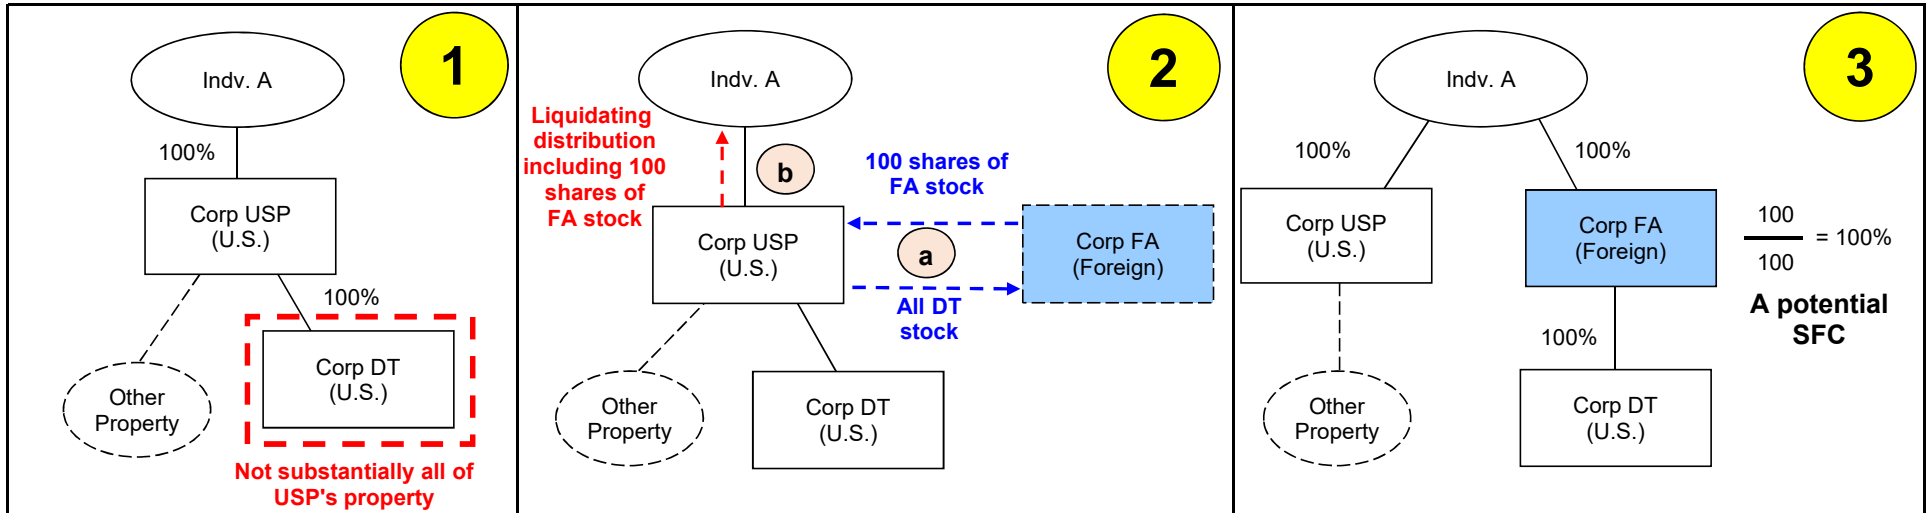 1
Indv. A
100%
Corp USP
(U.S.)
100%
Corp DT
(U.S.)
Other
Property
Not substantially all of
USP's property
2
Indv. A
Liquidating
distribution
including 100
shares of
FA stock
b
100 shares of
FA stock
Corp USP
(U.S.)
a
Corp FA
(Foreign)
All DT
stock
Other
Property
Corp DT
(U.S.)
3
Indv. A
100%
100%
Corp USP
(U.S.)
Corp FA
(Foreign)
100
= 100%
100
A potential
SFC
100%
Other
Property
Corp DT
(U.S.)